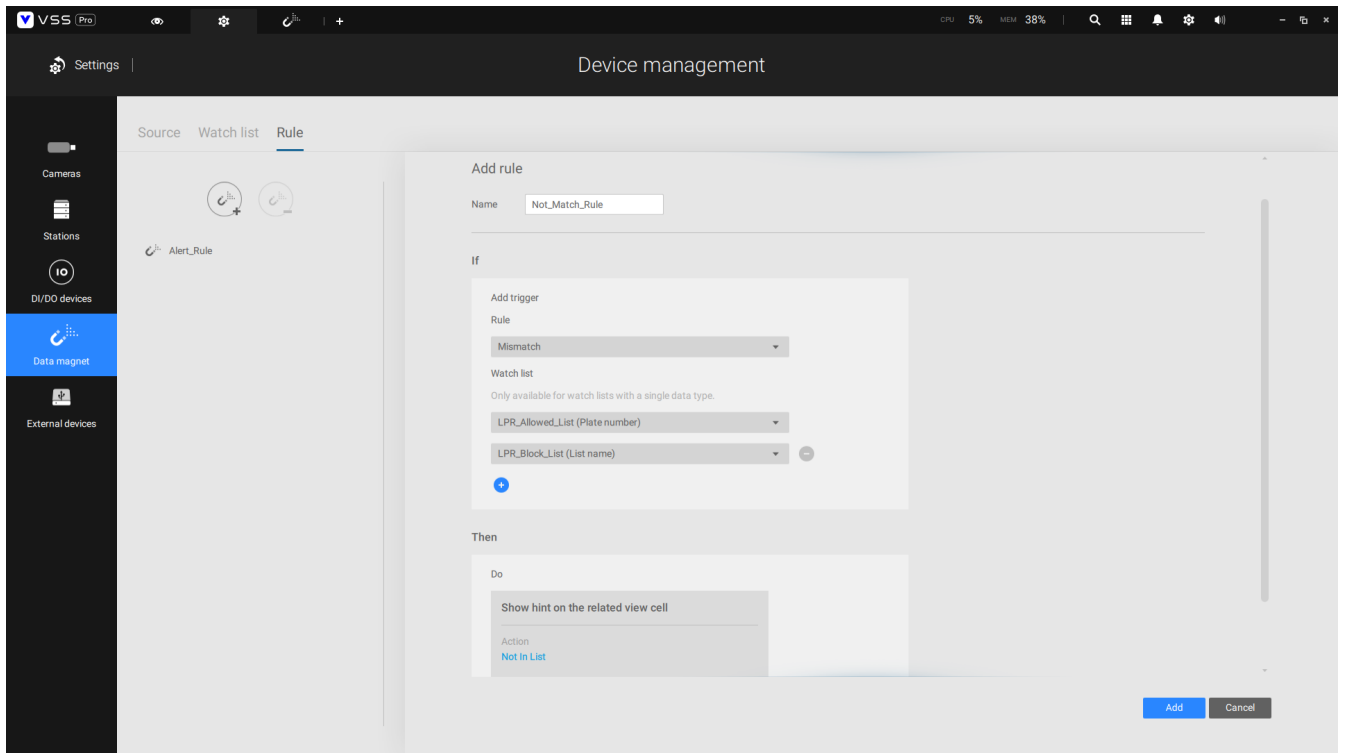 VSS Pro
CPU 5% MEM 38%
Settings
Device management
Cameras
Stations
IO
DI/DO devices
Data magnet
External devices
Source Watch list Rule
Alert_Rule
Add rule
Name Not_Match_Rule
If
Add trigger
Rule
Mismatch
Watch list
Only available for watch lists with a single data type.
LPR_Allowed_List (Plate number)
LPR_Block_List (List name)
Then
Do
Show hint on the related view cell
Action
Not In List
Add Cancel